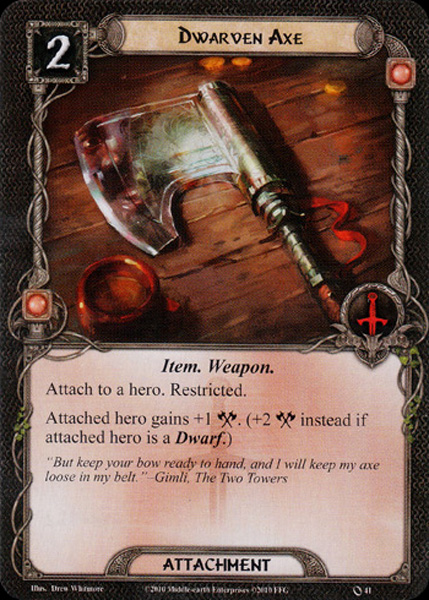 2
DWARVEN AXE
Item. Weapon.
Attach to a hero. Restricted.
Attached hero gains +1 . (+2 instead if
attached hero is a Dwarf.)
“But keep your bow ready to hand, and I will keep my axe
loose in my belt.”–Gimli, The Two Towers
ATTACHMENT
Illus. Drew Whitmore
©2010 Middle-earth Enterprises ©2010 FFG
41